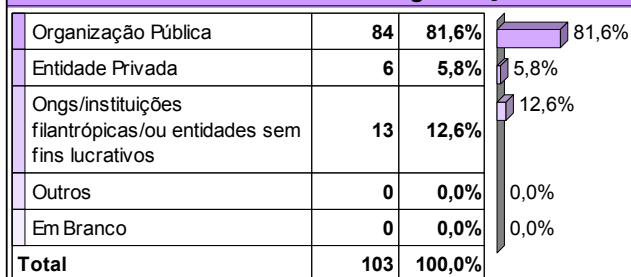 Organização Pública 84 81,6% 81,6%
Entidade Privada 6 5,8% 5,8%
Ongs/instituições
filantrópicas/ou entidades sem
fins lucrativos 13 12,6% 12,6%
Outros 0 0,0% 0,0%
Em Branco 0 0,0% 0,0%
Total 103 100,0%